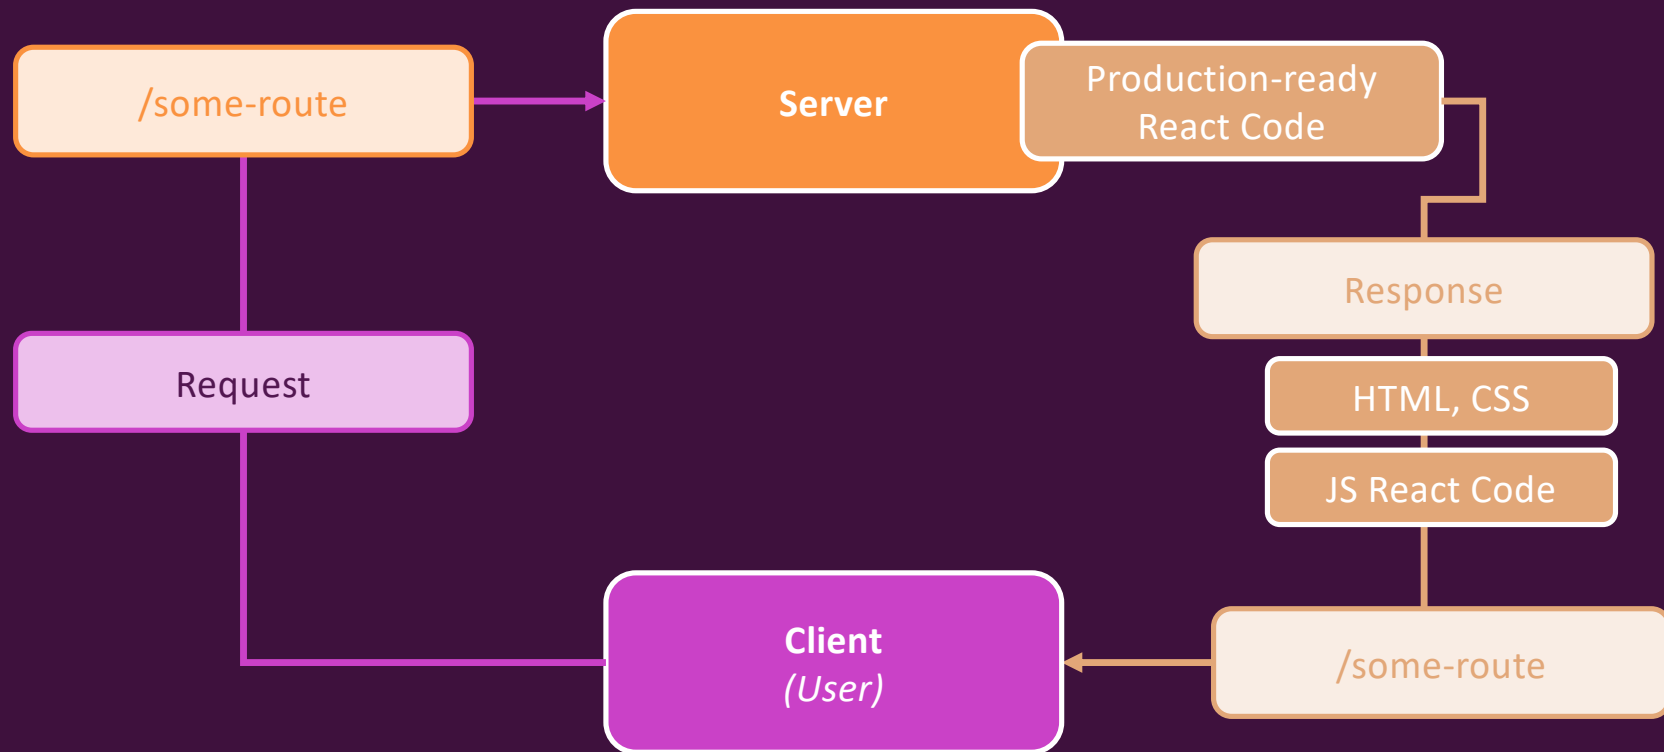 /some-route
Server
Production-ready
React Code
Response
Request
HTML, CSS
JS React Code
Client
(User)
/some-route